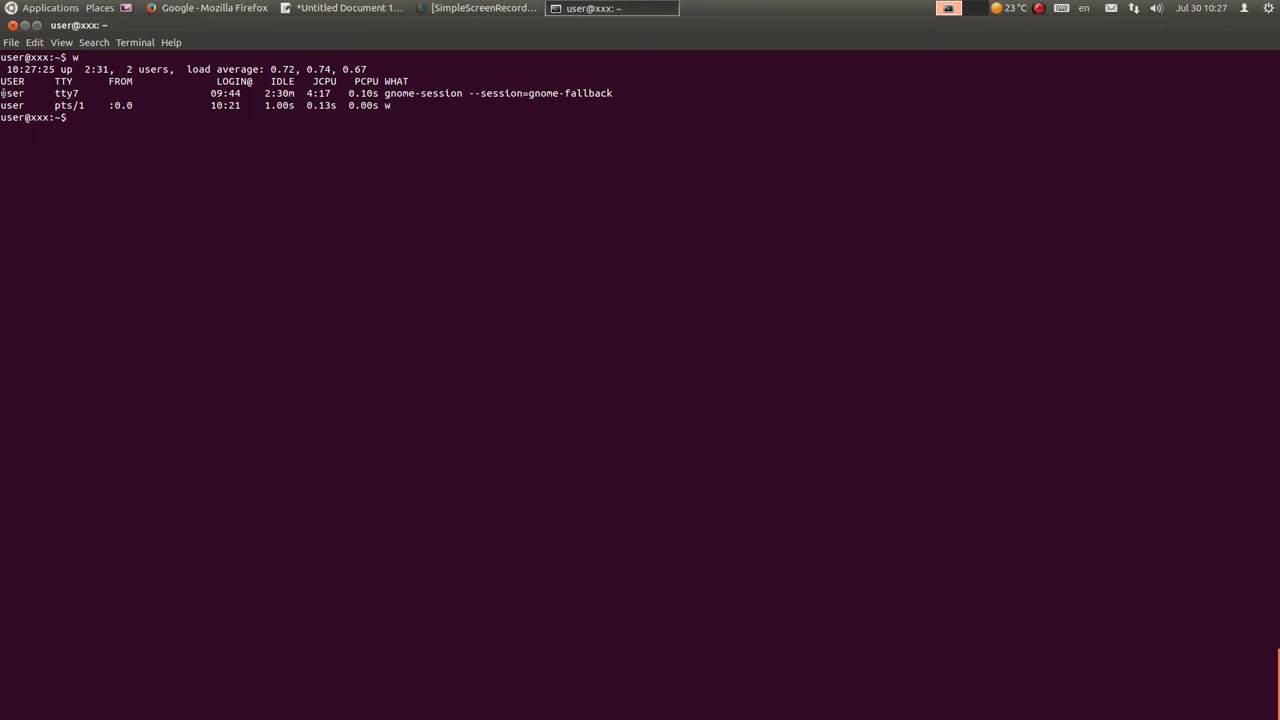 Applications Places Google - Mozilla Firefox *Untitled Document 1... [SimpleScreenRecord... user@xxx: ~ 23 °C en Jul 30 10:27
user@xxx: ~
File Edit View Search Terminal Help
user@xxx:~$ w
 10:27:25 up  2:31,  2 users,  load average: 0.72, 0.74, 0.67
USER     TTY      FROM              LOGIN@   IDLE   JCPU   PCPU WHAT
user     tty7                      09:44    2:30m  4:17   0.10s gnome-session --session=gnome-fallback
user     pts/1    :0.0             10:21    1.00s  0.13s  0.00s w
user@xxx:~$